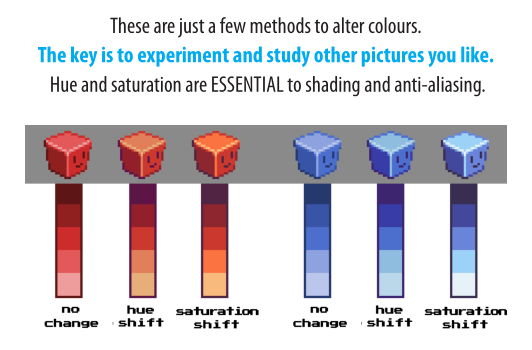 These are just a few methods to alter colours.
The key is to experiment and study other pictures you like.
Hue and saturation are ESSENTIAL to shading and anti-aliasing.
no change
hue shift
saturation shift
no change
hue shift
saturation shift